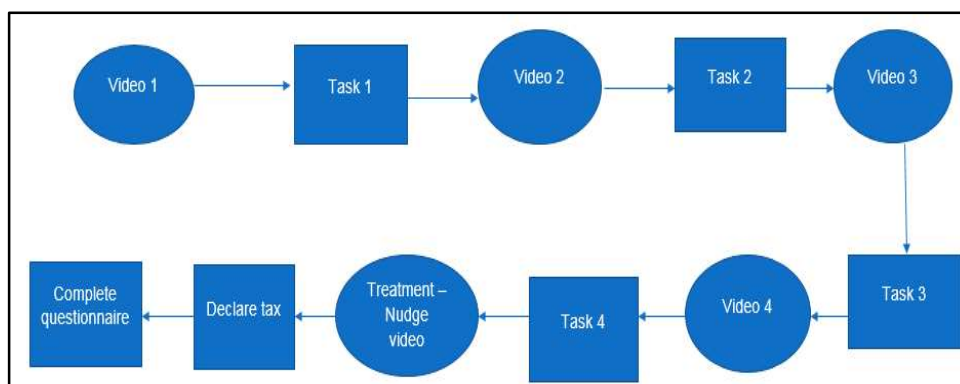 Video 1
Task 1
Video 2
Task 2
Video 3
Task 3
Video 4
Task 4
Treatment –
Nudge
video
Declare tax
Complete
questionnaire